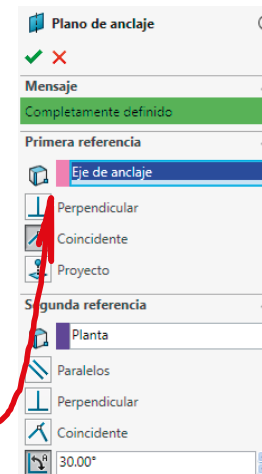 Plano de anclaje
Mensaje
Completamente definido
Primera referencia
Eje de anclaje
Perpendicular
Coincidente
Proyecto
Segunda referencia
Planta
Paralelos
Perpendicular
Coincidente
30.00°